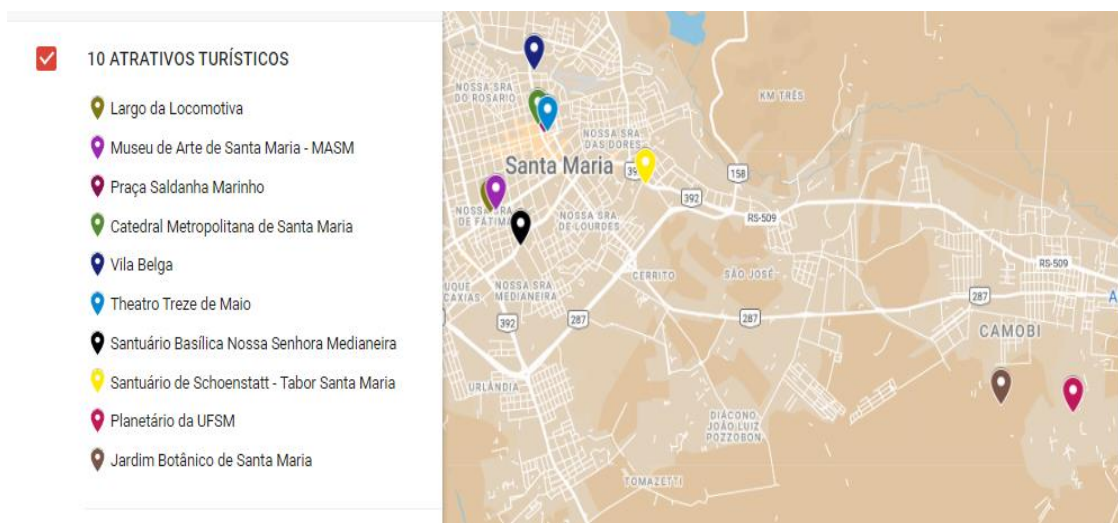 10 ATRATIVOS TURÍSTICOS
Largo da Locomotiva
Museu de Arte de Santa Maria - MASM
Praça Saldanha Marinho
Catedral Metropolitana de Santa Maria
Vila Belga
Theatro Treze de Maio
Santuário Basílica Nossa Senhora Medianeira
Santuário de Schoenstatt - Tabor Santa Maria
Planetário da UFSM
Jardim Botânico de Santa Maria
NOSSA SRA
DO ROSARIO
KM TRÊS
NOSSA SRA
DAS DORES
Santa Maria
158
392
RS-509
NOSSA SRA
DE FÁTIMA
NOSSA SRA
DE LOURDES
RS-509
CERRITO
SÃO JOSÉ
CAXIAS
NOSSA SRA
MEDIANEIRA
287
392
287
287
CAMOBI
URLÂNDIA
DIÁCONO
JOÃO LUIZ
POZZOBON
TOMAZETTI